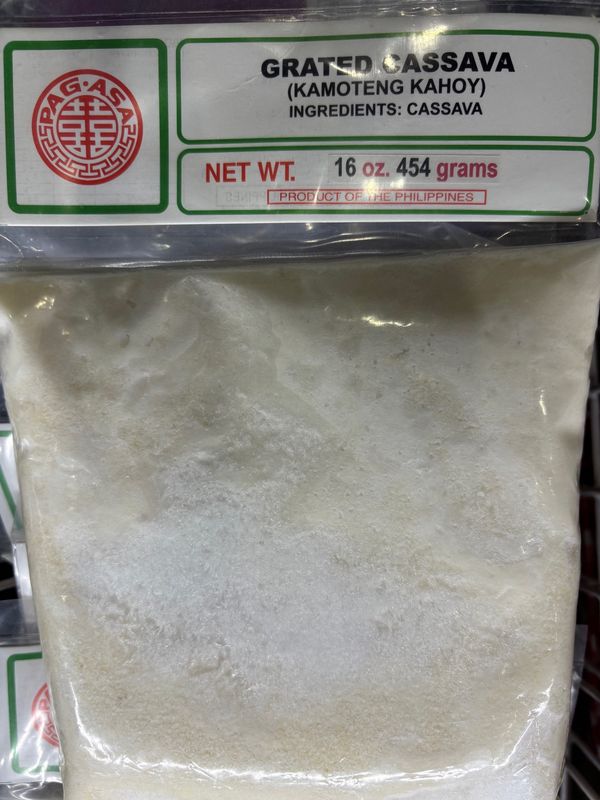 PAG-ASA
GRATED CASSAVA
(KAMOTENG KAHOY)
INGREDIENTS: CASSAVA
NET WT. 16 oz. 454 grams
PRODUCT OF THE PHILIPPINES